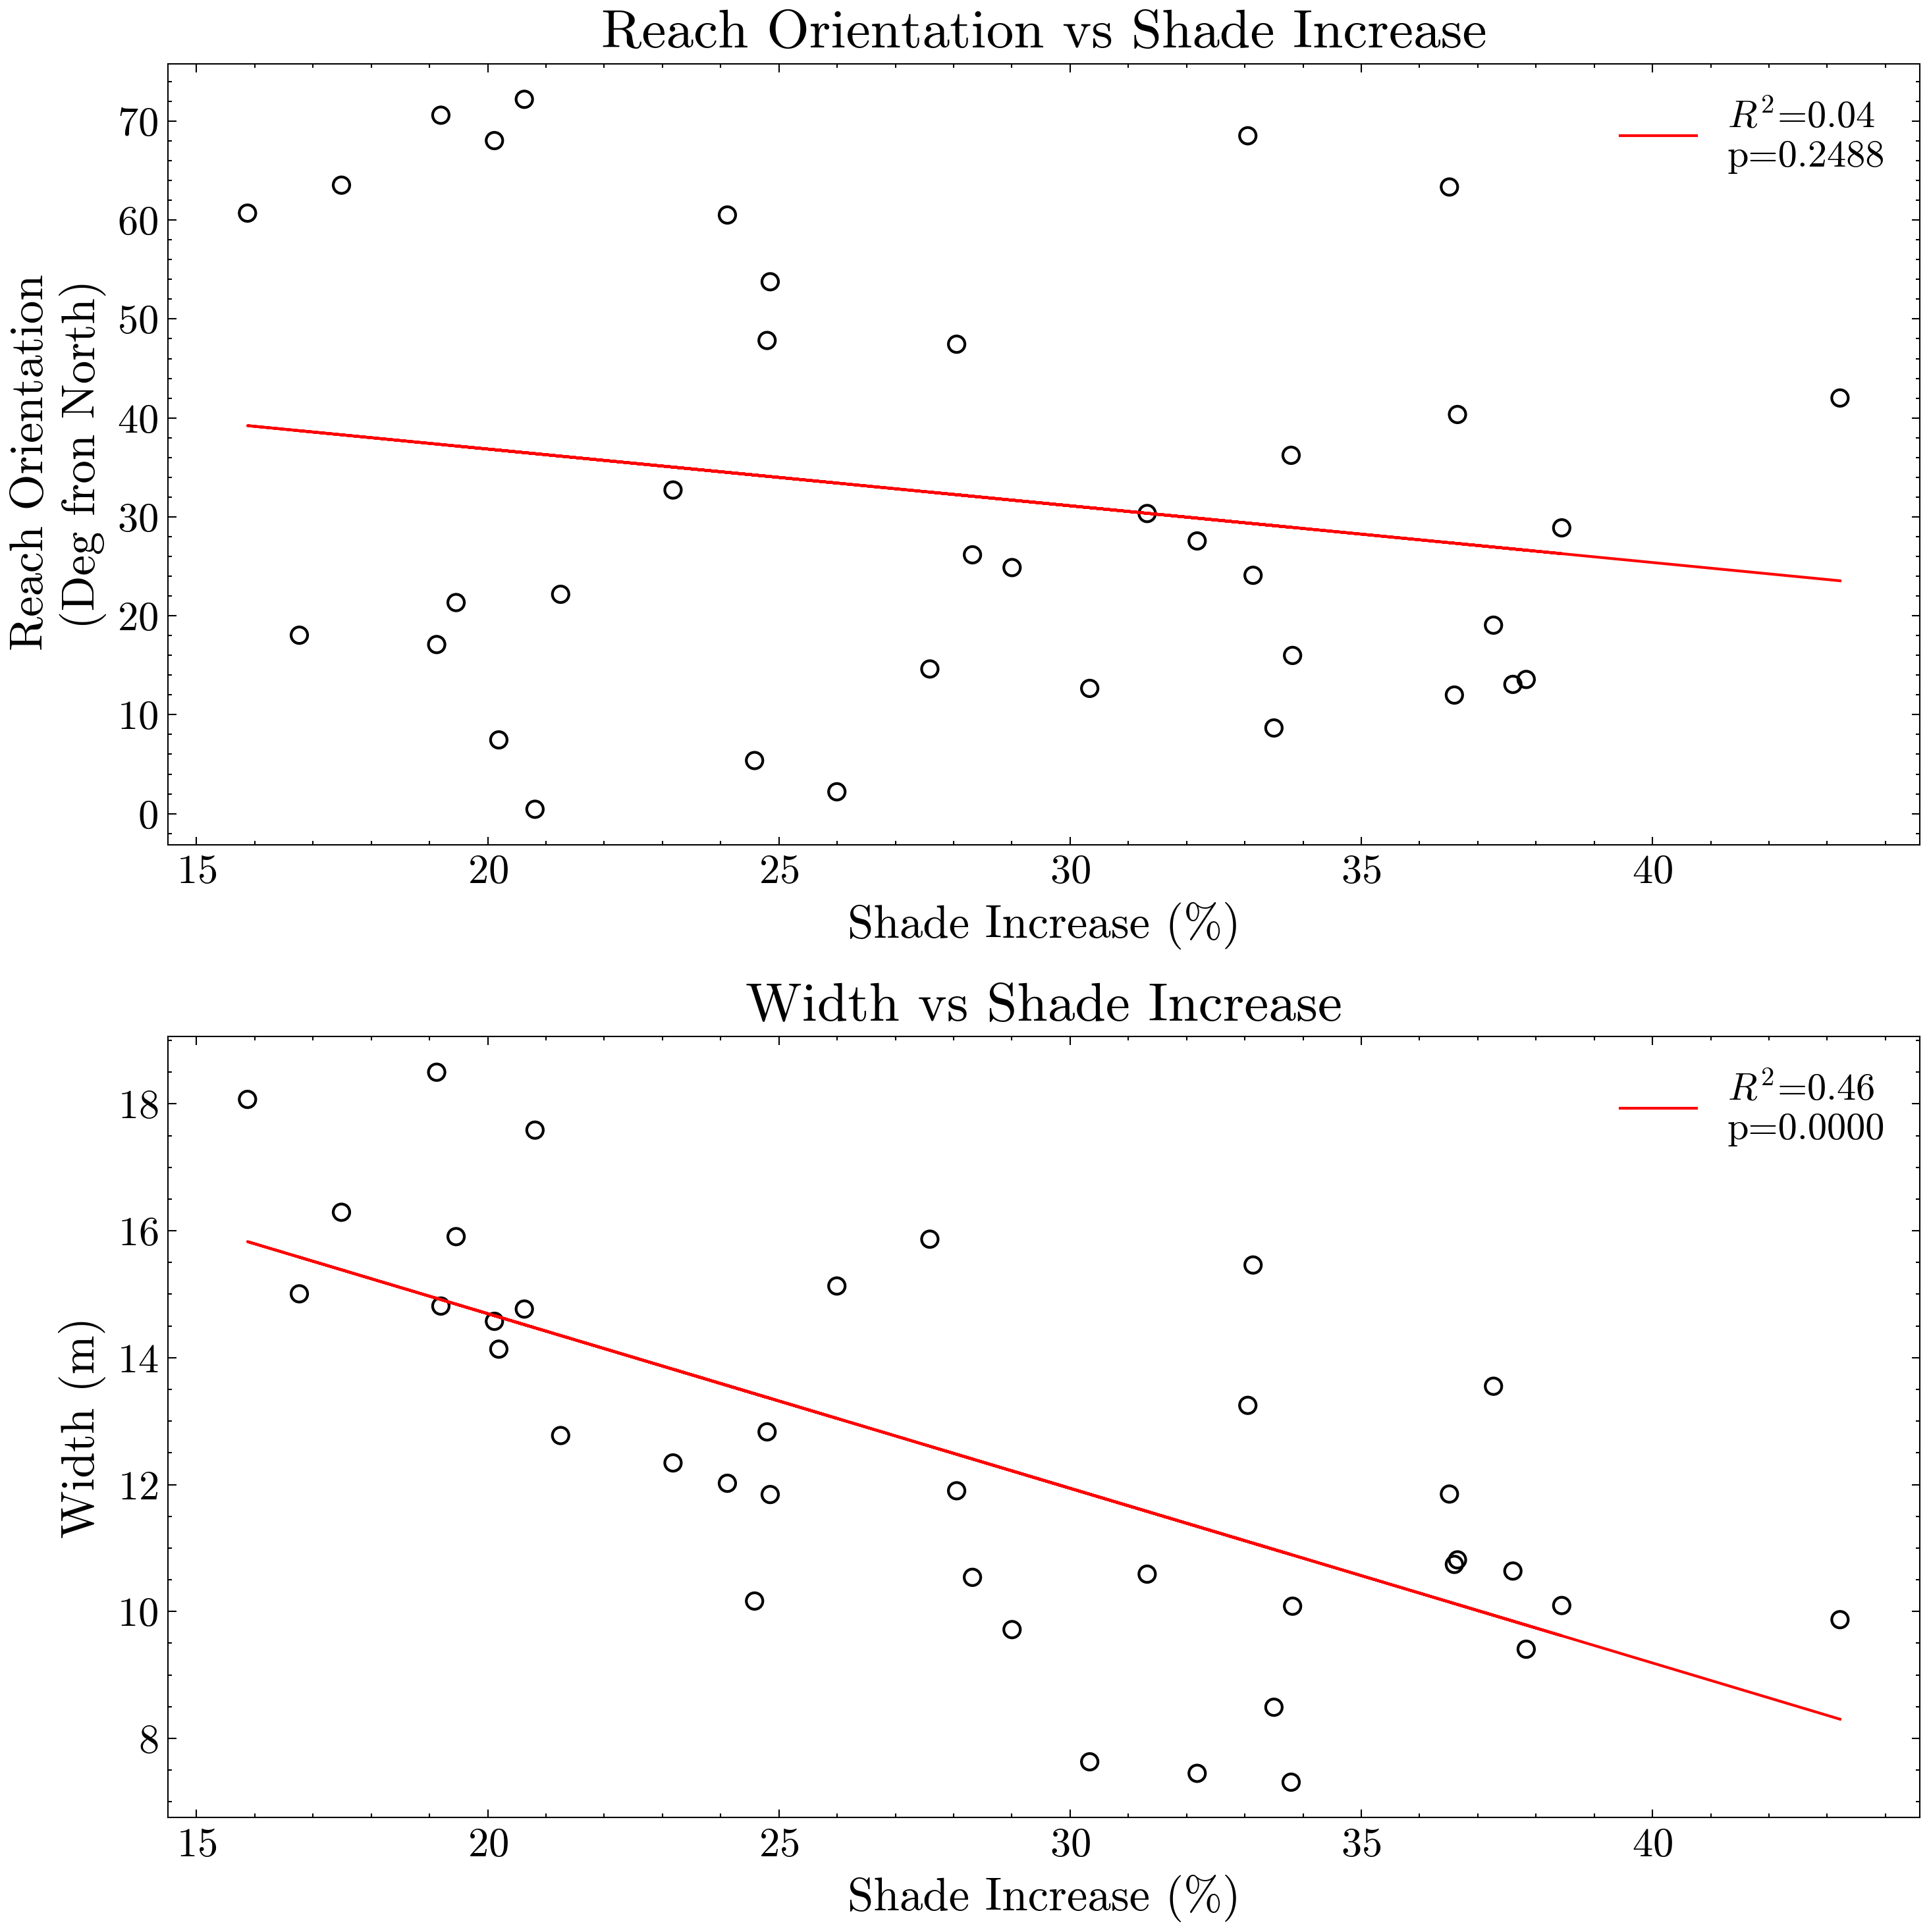 Reach Orientation vs Shade Increase
R²=0.04
p=0.2488
70
60
50
40
30
20
10
0
Reach Orientation
(Deg fron North)
15 20 25 30 35 40
Shade Increase (%)
Width vs Shade Increase
R²=0.46
p=0.0000
18
16
14
12
10
8
Width (m)
15 20 25 30 35 40
Shade Increase (%)